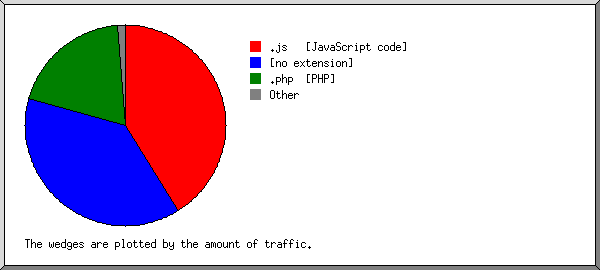 .js [JavaScript code]
[no extension]
.php [PHP]
Other
The wedges are plotted by the amount of traffic.